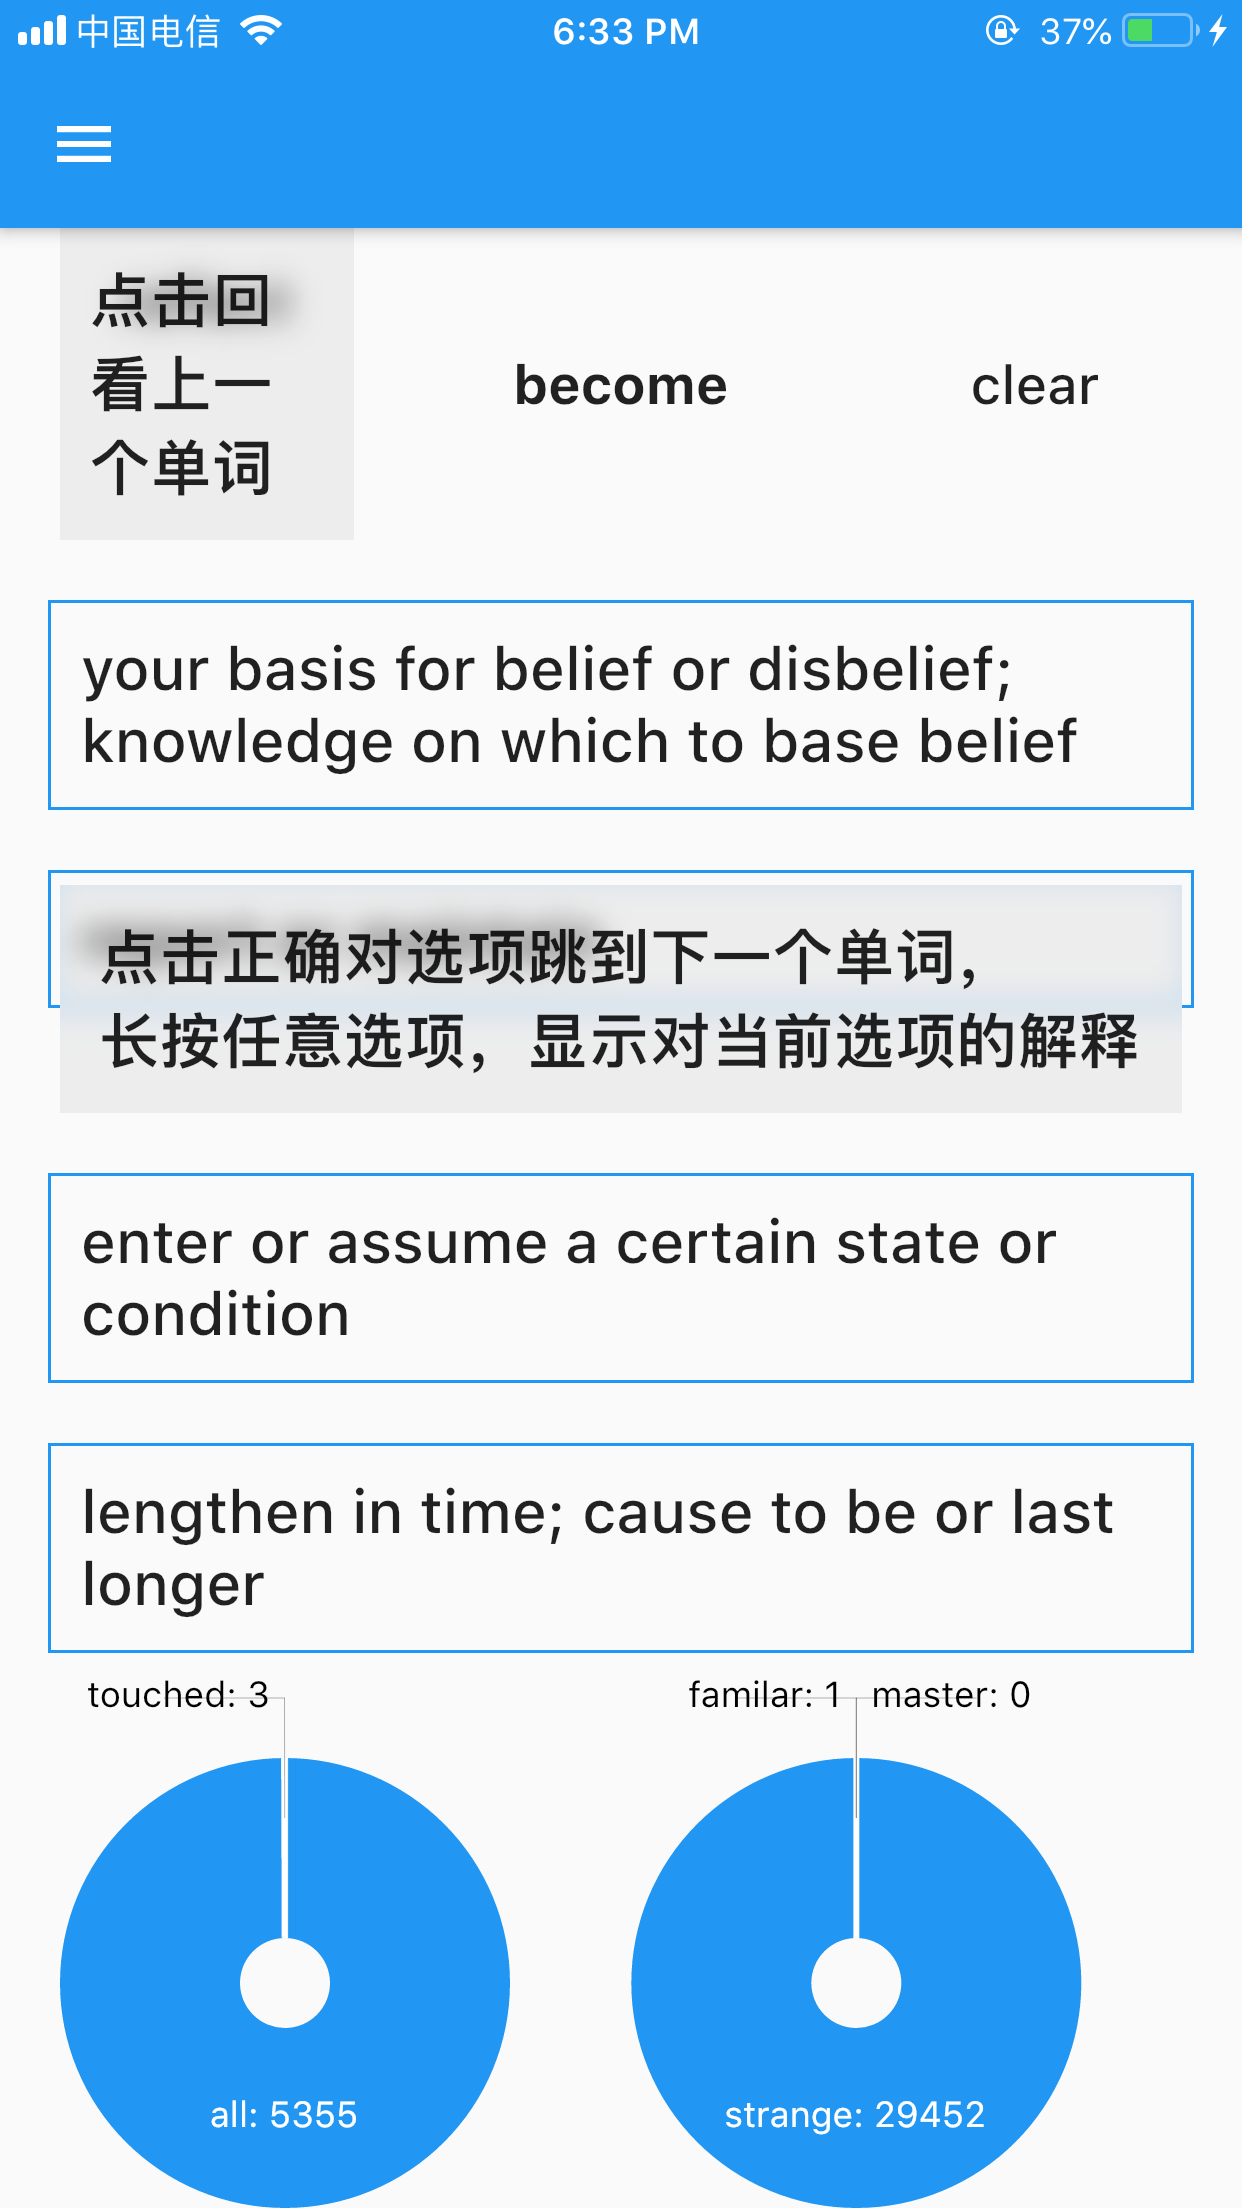 中国电信 6:33 PM 37%
点击回
看上一
个单词
become clear
your basis for belief or disbelief;
knowledge on which to base belief
点击正确对选项跳到下一个单词，
长按任意选项，显示对当前选项的解释
enter or assume a certain state or
condition
lengthen in time; cause to be or last
longer
touched: 3 familar: 1 master: 0
all: 5355 strange: 29452